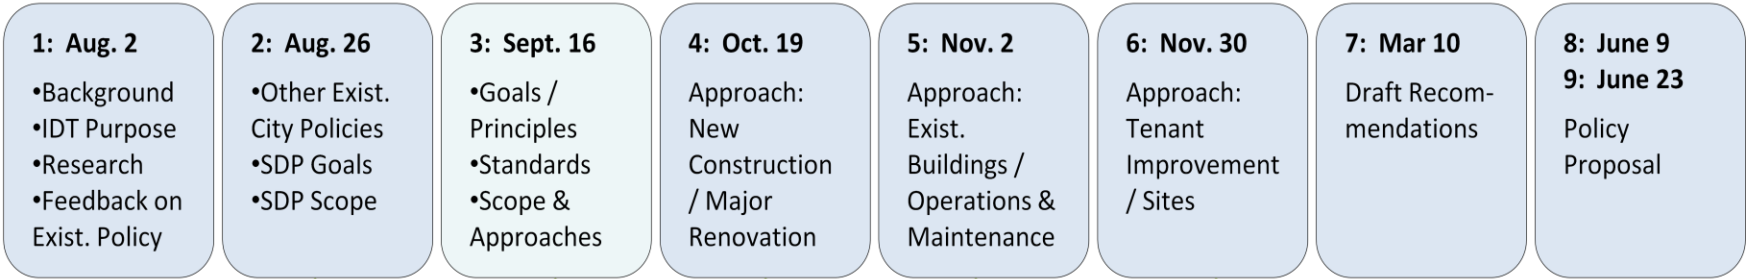 1:  Aug. 2
•Background
•IDT Purpose
•Research
•Feedback on
Exist. Policy
2:  Aug. 26
•Other Exist.
City Policies
•SDP Goals
•SDP Scope
3:  Sept. 16
•Goals /
Principles
•Standards
•Scope &
Approaches
4:  Oct. 19
Approach:
New
Construction
/ Major
Renovation
5:  Nov. 2
Approach:
Exist.
Buildings /
Operations &
Maintenance
6:  Nov. 30
Approach:
Tenant
Improvement
/ Sites
7:  Mar 10
Draft Recom-
mendations
8:  June 9
9:  June 23
Policy
Proposal